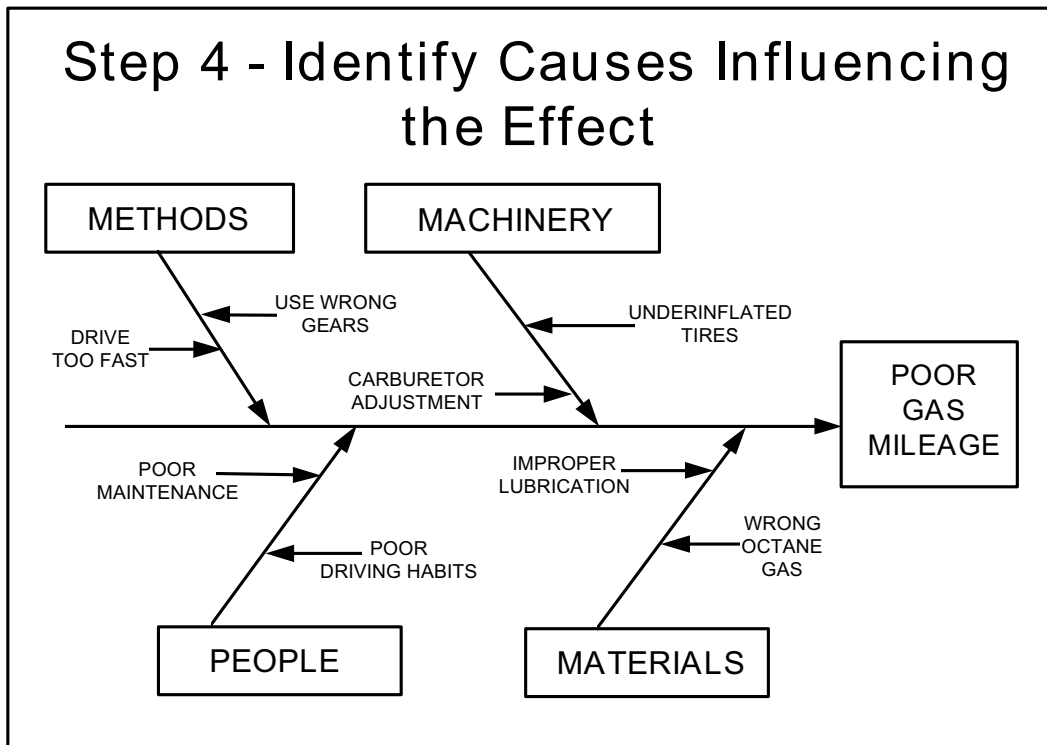 Step 4 - Identify Causes Influencing
the Effect
METHODS
MACHINERY
USE WRONG
GEARS
DRIVE
TOO FAST
UNDERINFLATED
TIRES
CARBURETOR
ADJUSTMENT
POOR
GAS
MILEAGE
POOR
MAINTENANCE
POOR
DRIVING HABITS
IMPROPER
LUBRICATION
WRONG
OCTANE
GAS
PEOPLE
MATERIALS